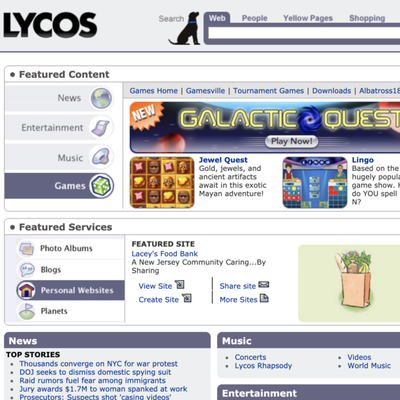 LYCOS
Search
Web People Yellow Pages Shopping
Featured Content
News
Entertainment
Music
Games
Games Home | Gamesville | Tournament Games | Downloads | Albatross18
NEW
GALACTIC QUEST
Play Now!
Jewel Quest
Gold, jewels, and
ancient artifacts
await in this exotic
Mayan adventure!
Lingo
Based on the
hugely popula
game show. H
do YOU spell
N?
Featured Services
Photo Albums
Blogs
Personal Websites
Planets
FEATURED SITE
Lacey's Food Bank
A New Jersey Community Caring...By
Sharing
View Site
Share site
Create Site
More Sites
News
TOP STORIES
Thousands converge on NYC for war protest
DOJ seeks to dismiss domestic spying suit
Raid rumors fuel fear among immigrants
Jury awards $1.7M to woman spanked at work
Prosecutors: Suspects shot 'casing videos'
Music
Concerts
Lycos Rhapsody
Videos
World Music
Entertainment